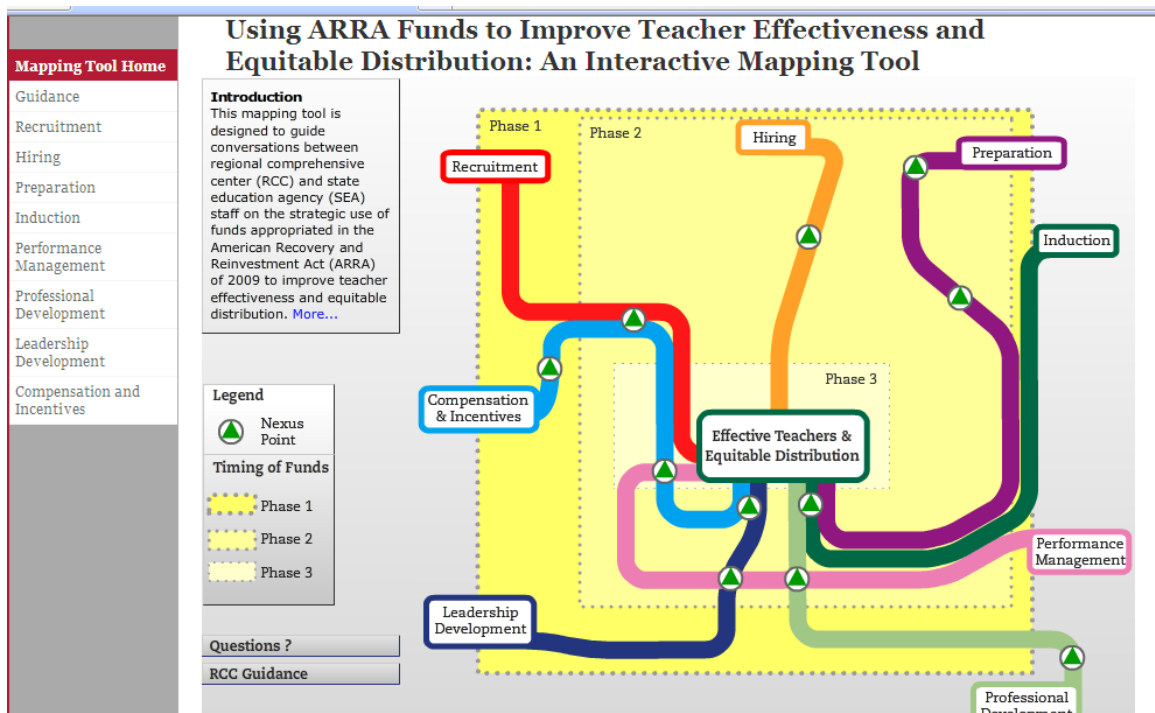 Using ARRA Funds to Improve Teacher Effectiveness and
Equitable Distribution: An Interactive Mapping Tool
Mapping Tool Home
Guidance
Recruitment
Hiring
Preparation
Induction
Performance
Management
Professional
Development
Leadership
Development
Compensation and
Incentives
Introduction
This mapping tool is
designed to guide
conversations between
regional comprehensive
center (RCC) and state
education agency (SEA)
staff on the strategic use of
funds appropriated in the
American Recovery and
Reinvestment Act (ARRA)
of 2009 to improve teacher
effectiveness and equitable
distribution. More...
Legend
Nexus
Point
Timing of Funds
Phase 1
Phase 2
Phase 3
Questions ?
RCC Guidance
Phase 1
Phase 2
Hiring
Preparation
Recruitment
Induction
Phase 3
Compensation
& Incentives
Effective Teachers &
Equitable Distribution
Performance
Management
Leadership
Development
Professional
Development